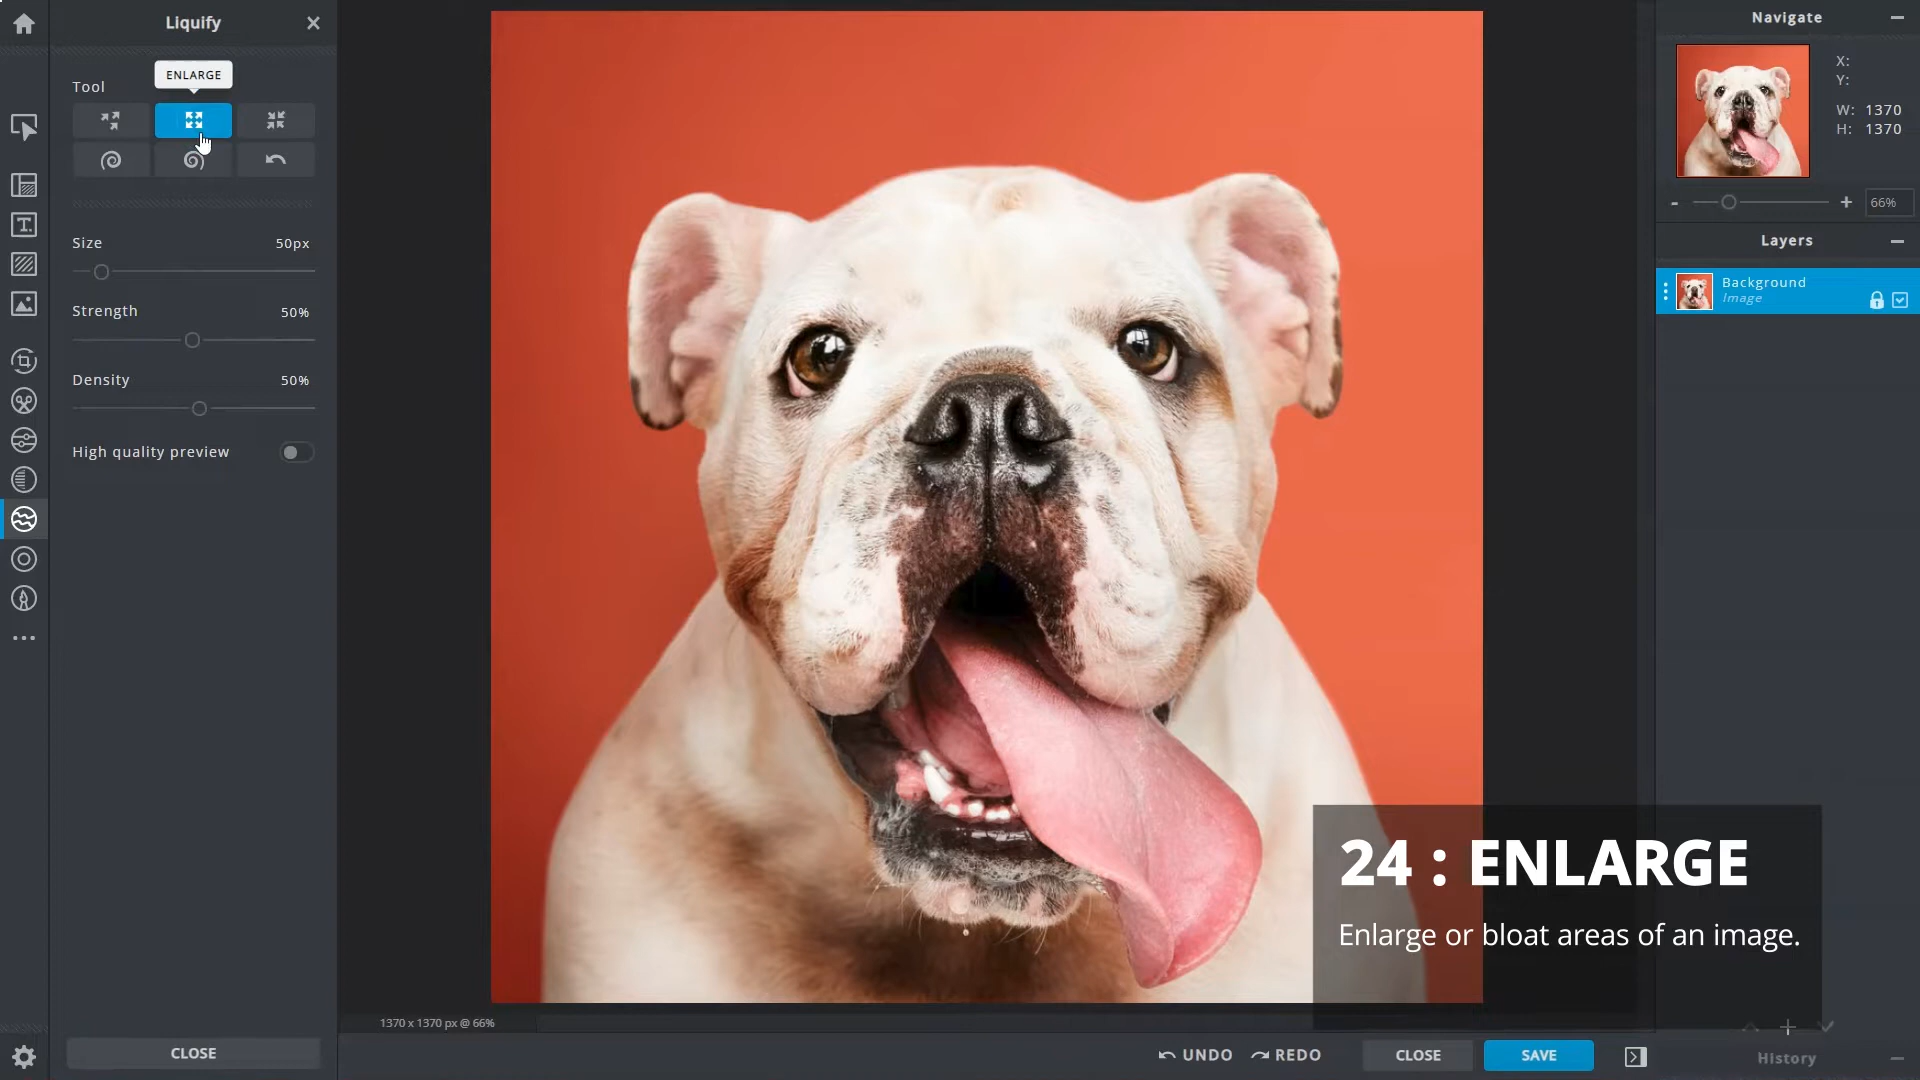 Liquify
ENLARGE
Tool
Size 50px
Strength 50%
Density 50%
High quality preview
CLOSE
1370 x 1370 px @ 66%
UNDO REDO
CLOSE
SAVE
24 : ENLARGE
Enlarge or bloat areas of an image.
Navigate
X:
Y:
W: 1370
H: 1370
- + 66%
Layers
Background
Image
History
T